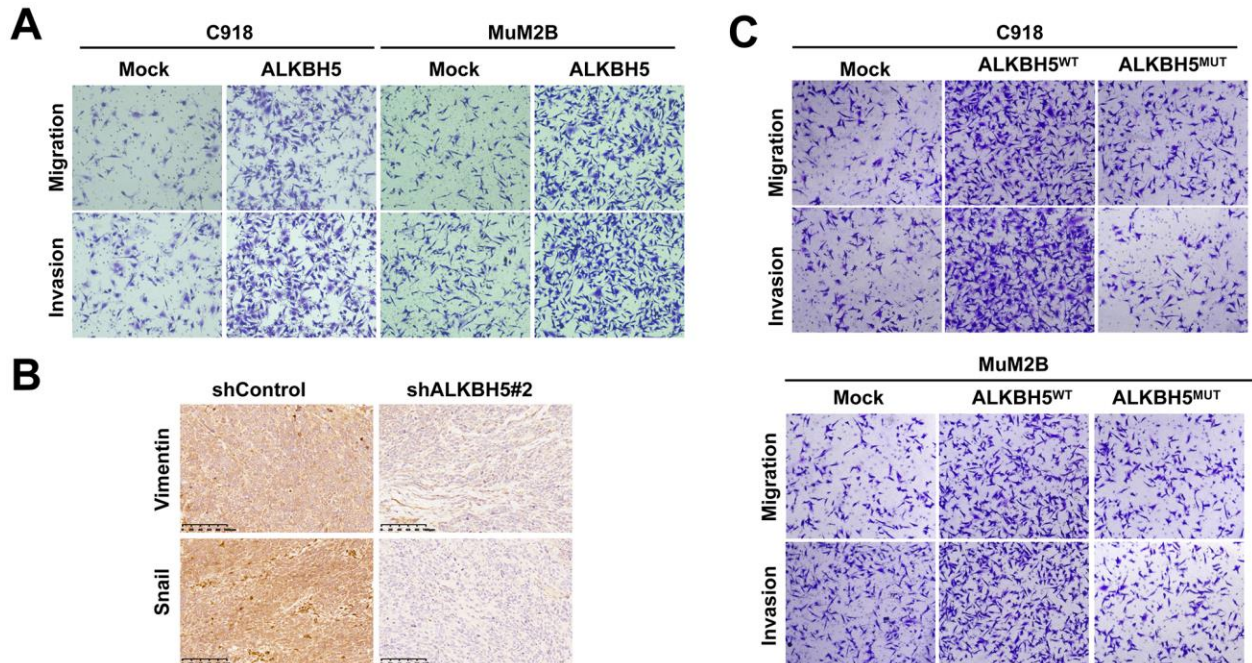 A
C918 MuM2B
Mock ALKBH5 Mock ALKBH5
Migration
Invasion
B
shControl shALKBH5#2
Vimentin
Snail
C
C918
Mock ALKBH5ᵂᵀ ALKBH5ᴹᵁᵀ
Migration
Invasion
MuM2B
Mock ALKBH5ᵂᵀ ALKBH5ᴹᵁᵀ
Migration
Invasion